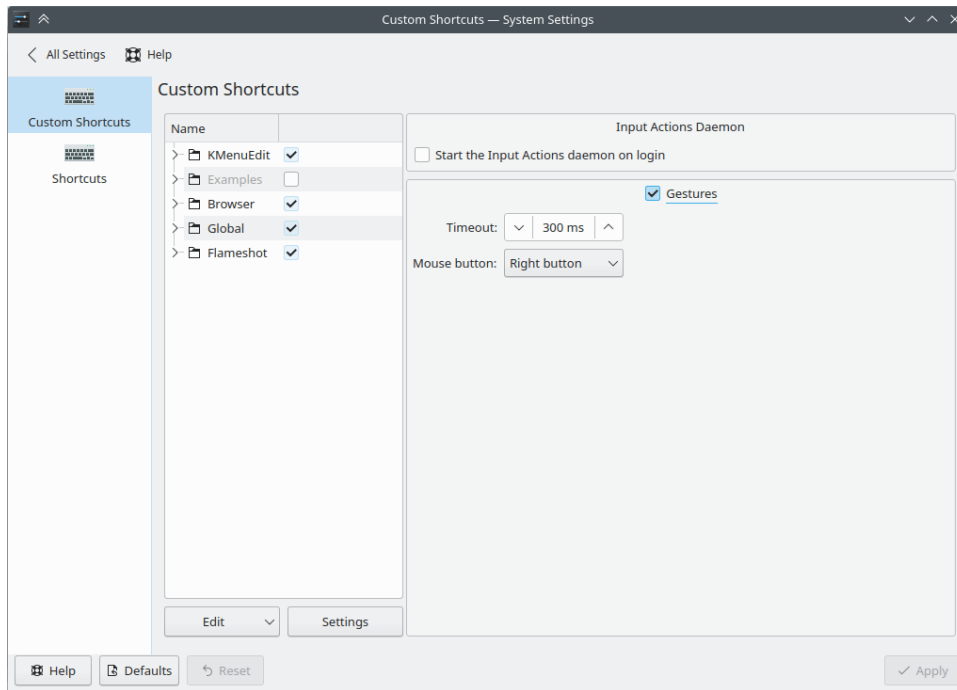 Custom Shortcuts — System Settings
All Settings
Help
Custom Shortcuts
Shortcuts
Custom Shortcuts
Name
KMenuEdit
Examples
Browser
Global
Flameshot
Edit
Settings
Input Actions Daemon
Start the Input Actions daemon on login
Gestures
Timeout: 300 ms
Mouse button: Right button
Help
Defaults
Reset
Apply